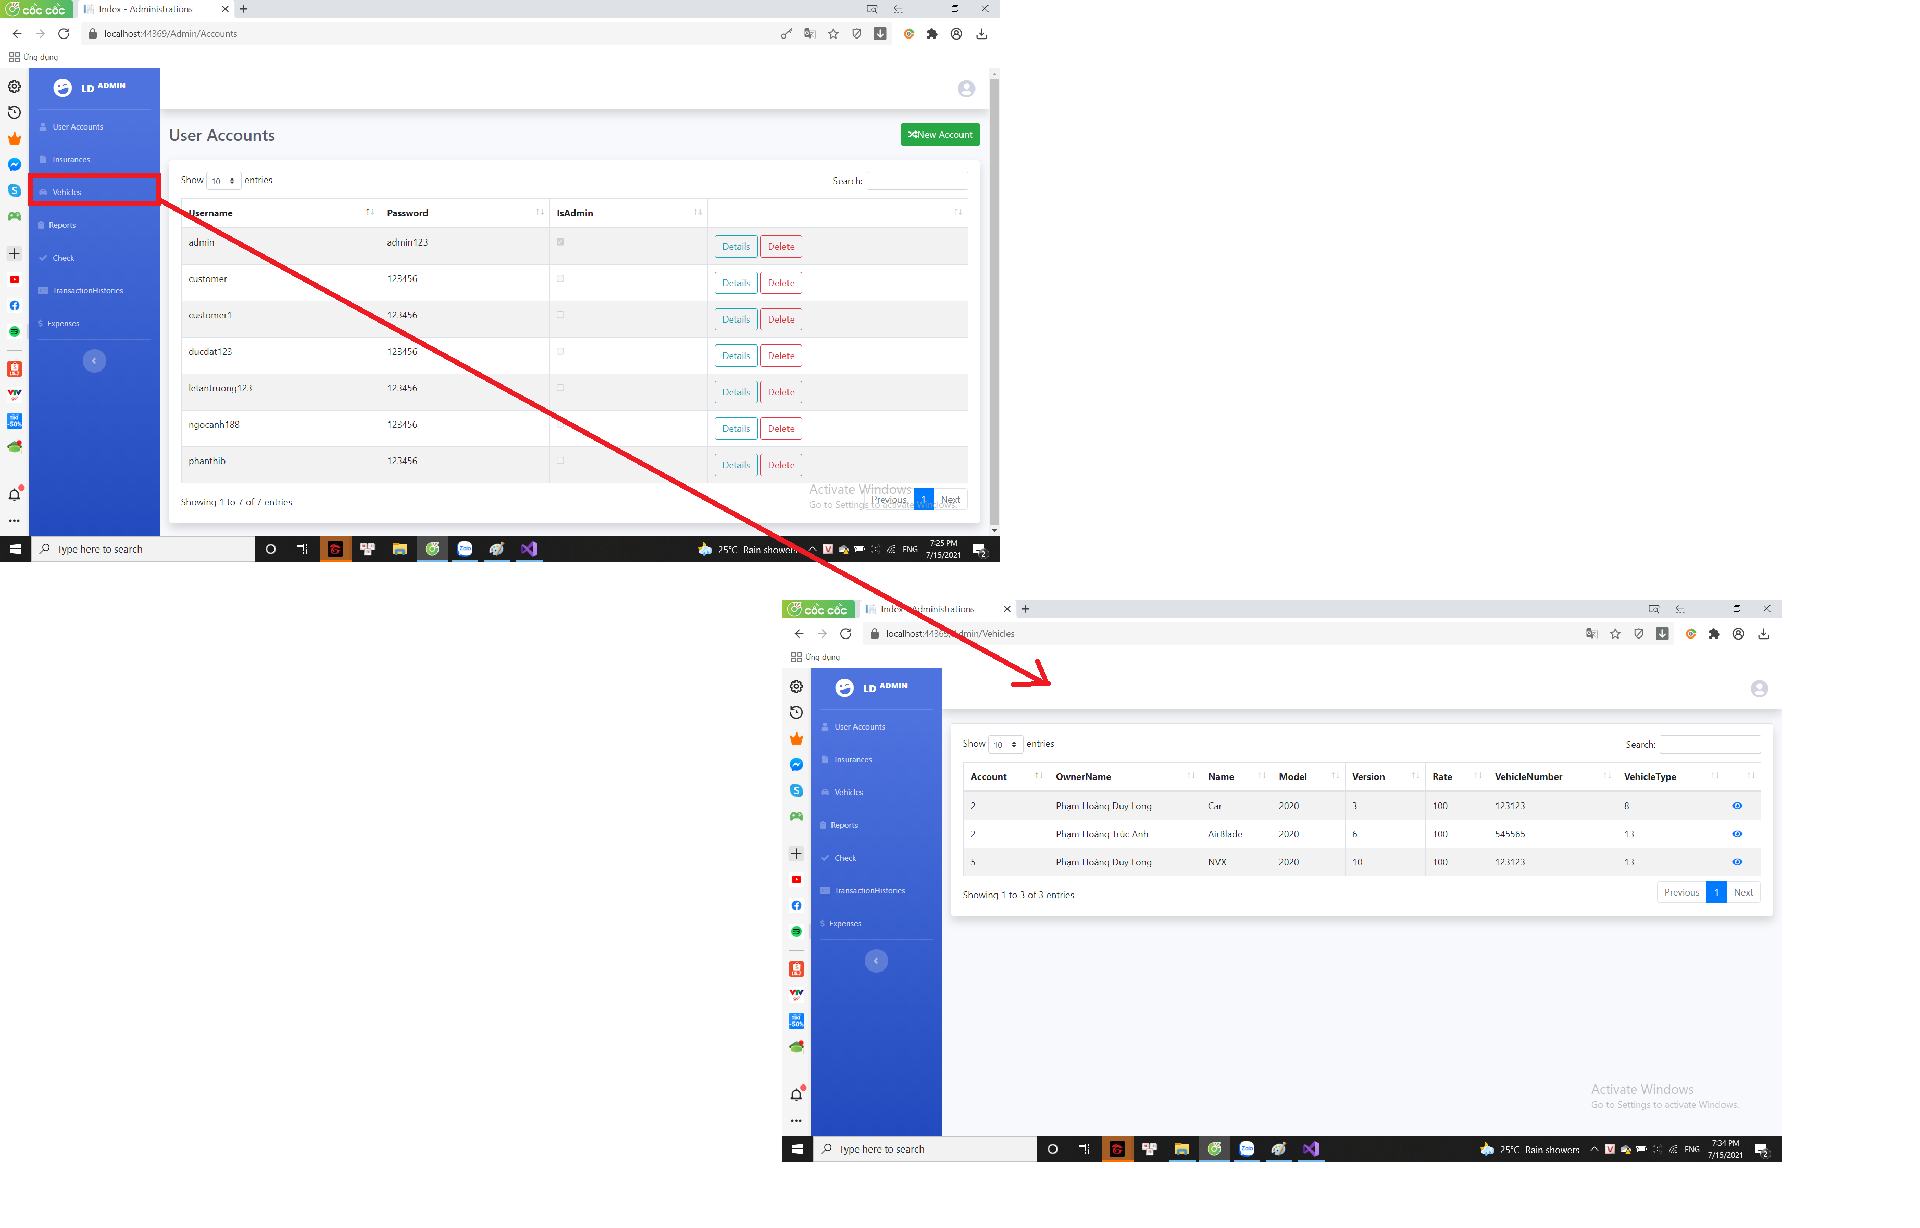 cốc cốc
Index - Administrations
localhost:44369/Admin/Accounts
Ứng dụng
LD ADMIN
User Accounts
Insurances
Vehicles
Reports
Check
TransactionHistories
$ Expenses
User Accounts
New Account
Show 10 entries
Search:
Username Password IsAdmin
admin admin123 Details Delete
customer 123456 Details Delete
customer1 123456 Details Delete
ducdat123 123456 Details Delete
letantruong123 123456 Details Delete
ngocanh188 123456 Details Delete
phanthib 123456 Details Delete
Showing 1 to 7 of 7 entries
Previous 1 Next
Activate Windows
Go to Settings to activate Windows.
Type here to search
25°C Rain showers
ENG
7:25 PM
7/15/2021
cốc cốc
Index - Administrations
localhost:44369/Admin/Vehicles
Ứng dụng
LD ADMIN
User Accounts
Insurances
Vehicles
Reports
Check
TransactionHistories
$ Expenses
Show 10 entries
Search:
Account OwnerName Name Model Version Rate VehicleNumber VehicleType
2 Phạm Hoàng Duy Long Car 2020 3 100 123123 8
2 Phạm Hoàng Trúc Anh AirBlade 2020 6 100 545565 13
5 Phạm Hoàng Duy Long NVX 2020 10 100 123123 13
Showing 1 to 3 of 3 entries
Previous 1 Next
Activate Windows
Go to Settings to activate Windows.
Type here to search
25°C Rain showers
ENG
7:34 PM
7/15/2021